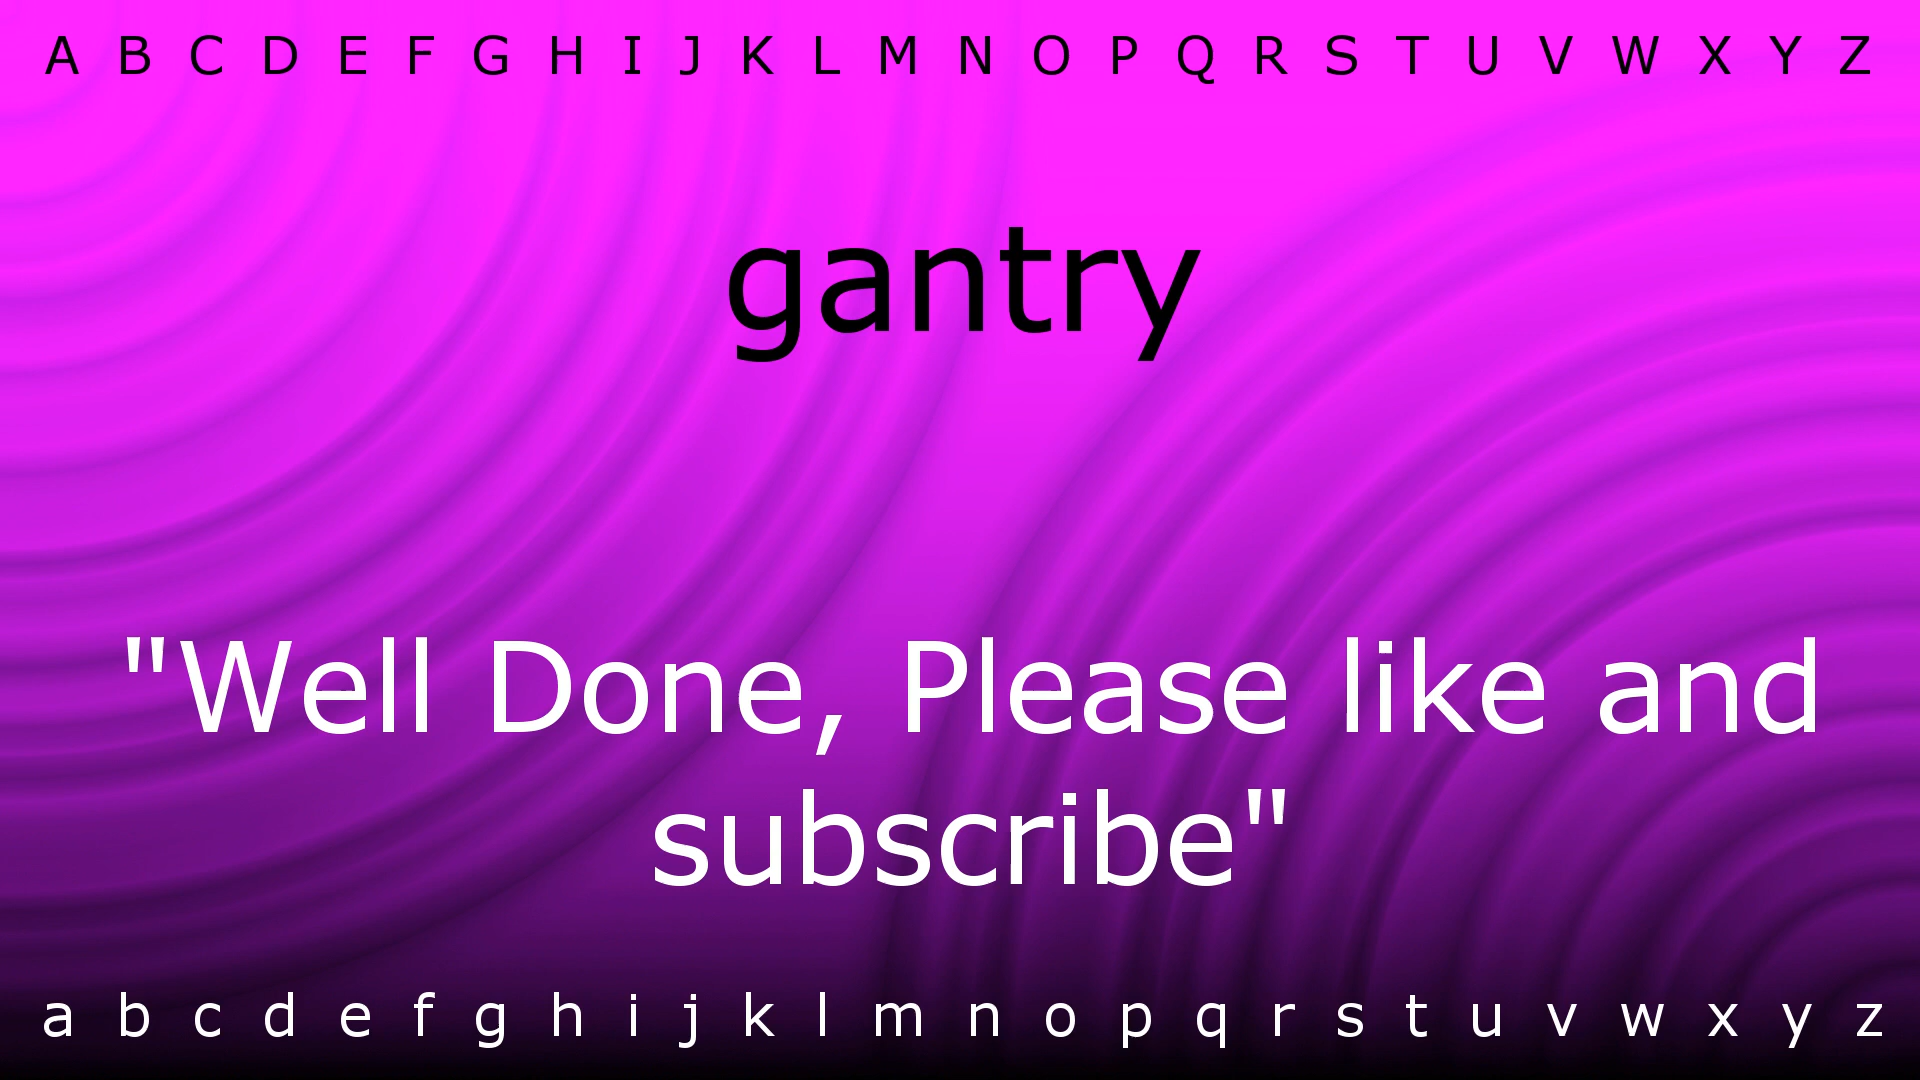 A B C D E F G H I J K L M N O P Q R S T U V W X Y Z
gantry
"Well Done, Please like and
subscribe"
a b c d e f g h i j k l m n o p q r s t u v w x y z